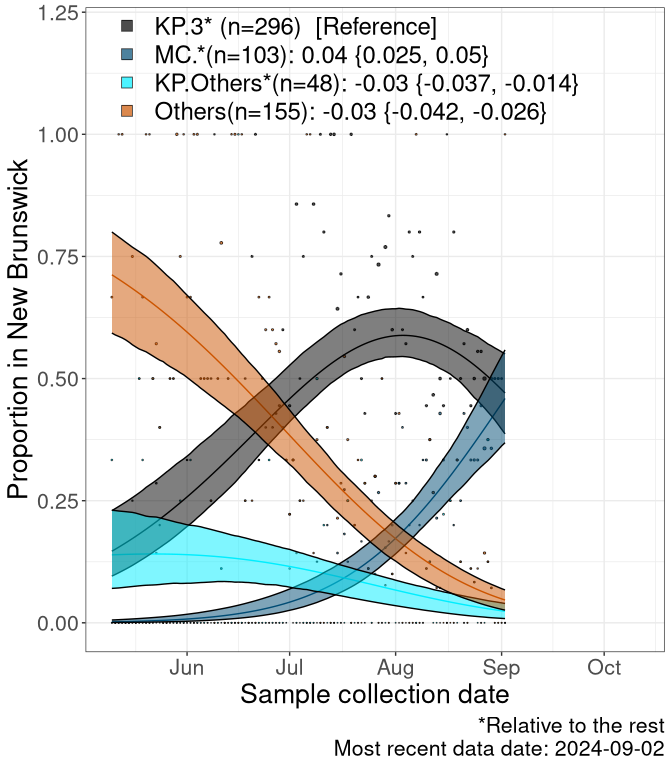 1.25
KP.3* (n=296) [Reference]
MC.*(n=103): 0.04 {0.025, 0.05}
KP.Others*(n=48): -0.03 {-0.037, -0.014}
Others(n=155): -0.03 {-0.042, -0.026}
1.00
0.75
0.50
0.25
0.00
Proportion in New Brunswick
Jun Jul Aug Sep Oct
Sample collection date
*Relative to the rest
Most recent data date: 2024-09-02